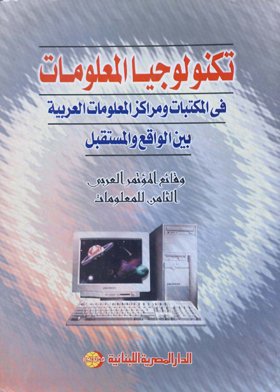 تكنولوجيا المعلومات
فى المكتبات ومراكز المعلومات العربية
بين الواقع والمستقبل
وقائع المؤتمر العربى
الثامن للمعلومات
الدار المصرية اللبنانية